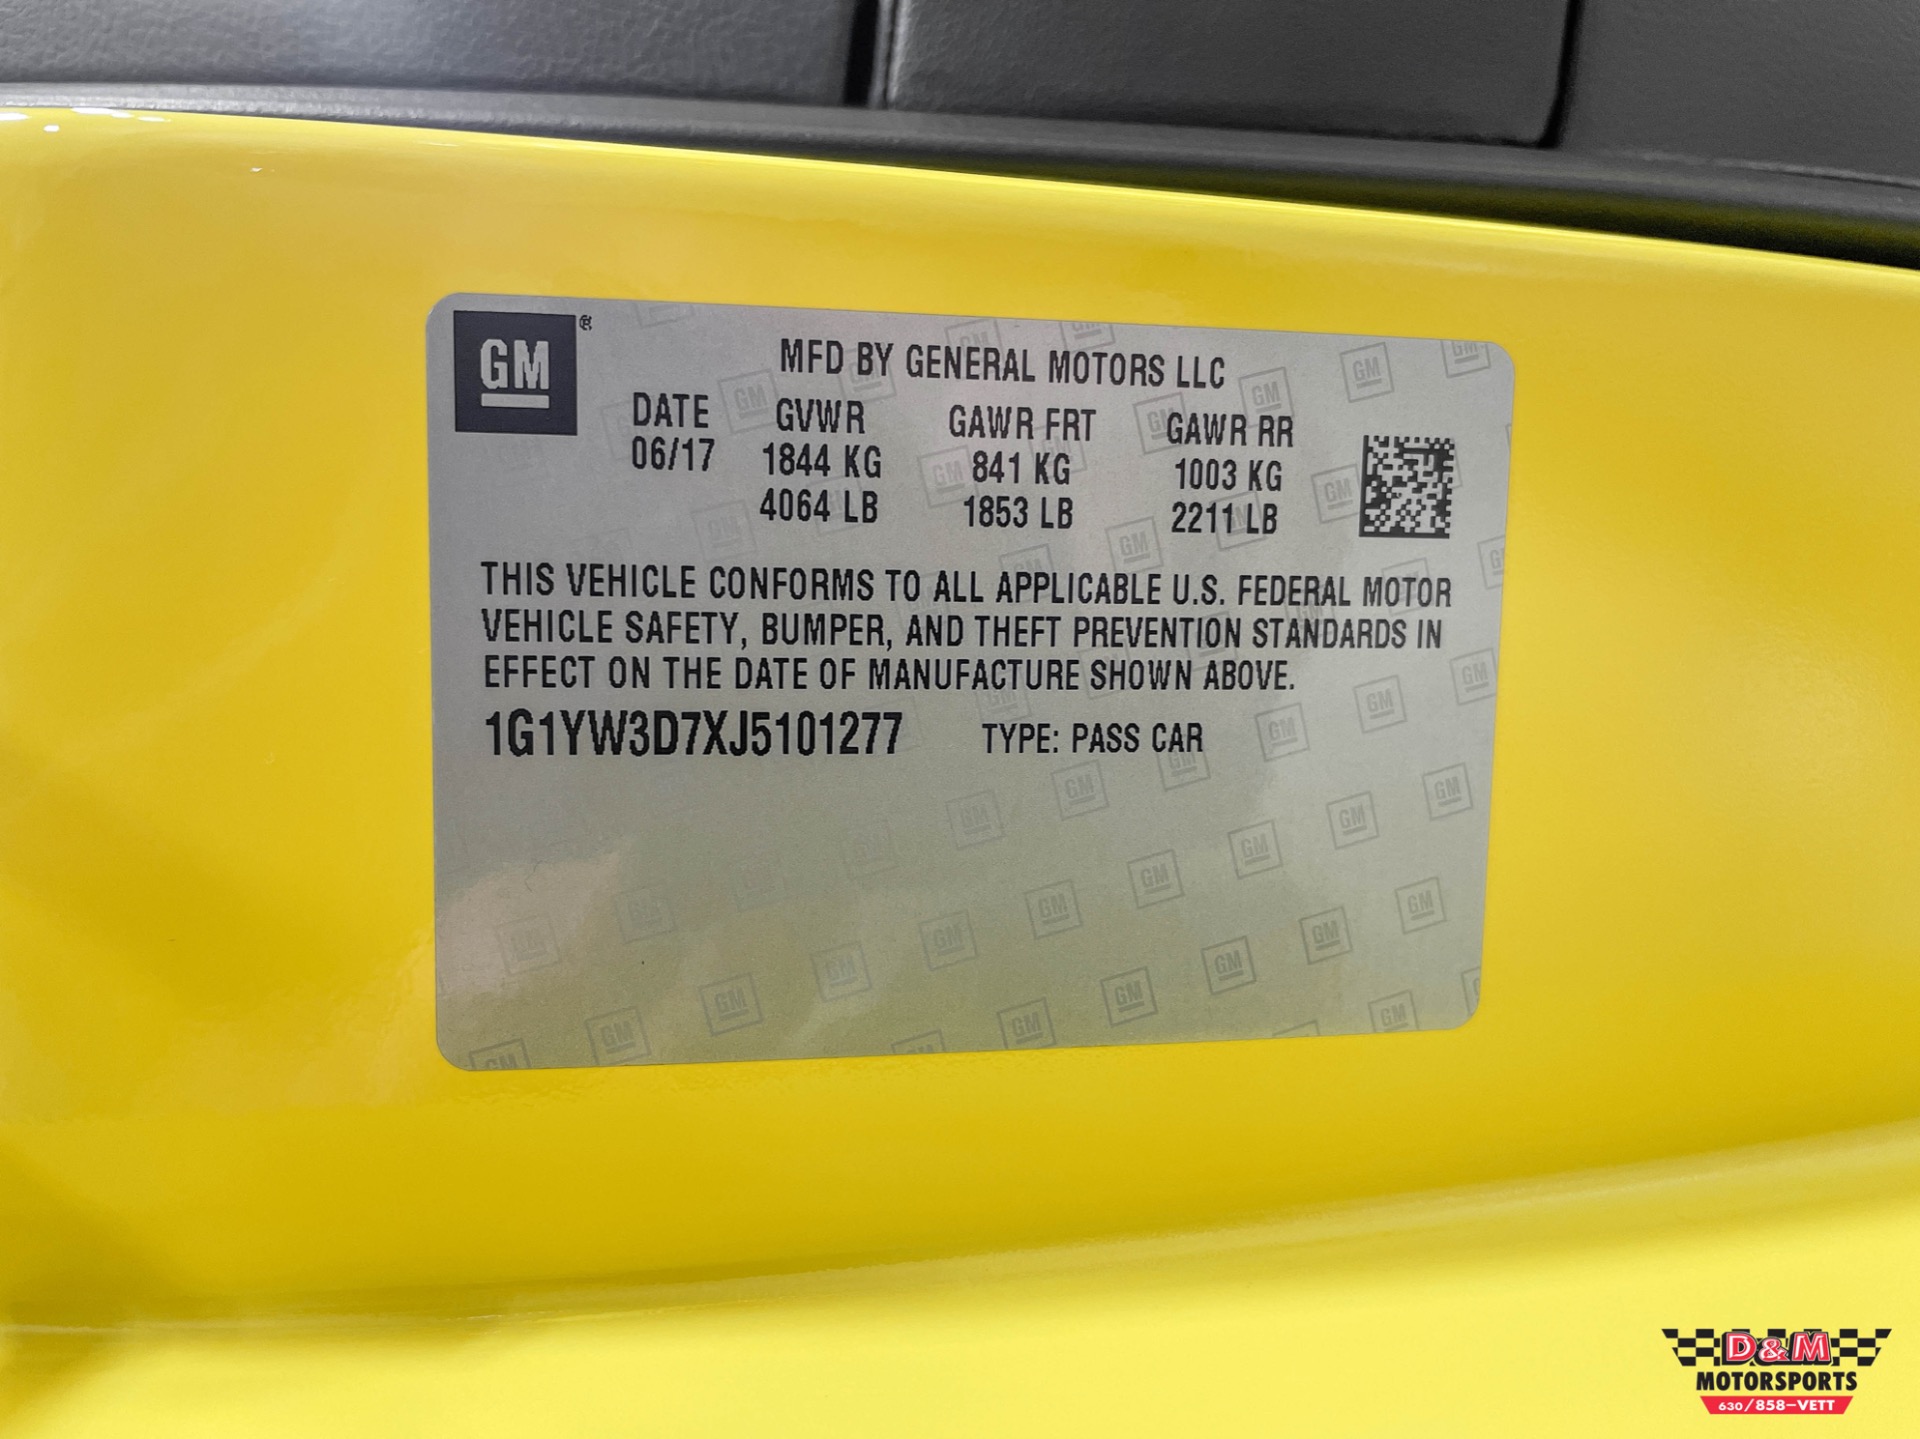 GM®
MFD BY GENERAL MOTORS LLC
DATE GVWR GAWR FRT GAWR RR
06/17 1844 KG 841 KG 1003 KG
4064 LB 1853 LB 2211 LB
THIS VEHICLE CONFORMS TO ALL APPLICABLE U.S. FEDERAL MOTOR
VEHICLE SAFETY, BUMPER, AND THEFT PREVENTION STANDARDS IN
EFFECT ON THE DATE OF MANUFACTURE SHOWN ABOVE.
1G1YW3D7XJ5101277 TYPE: PASS CAR
D&M
MOTORSPORTS
630/858-VETT